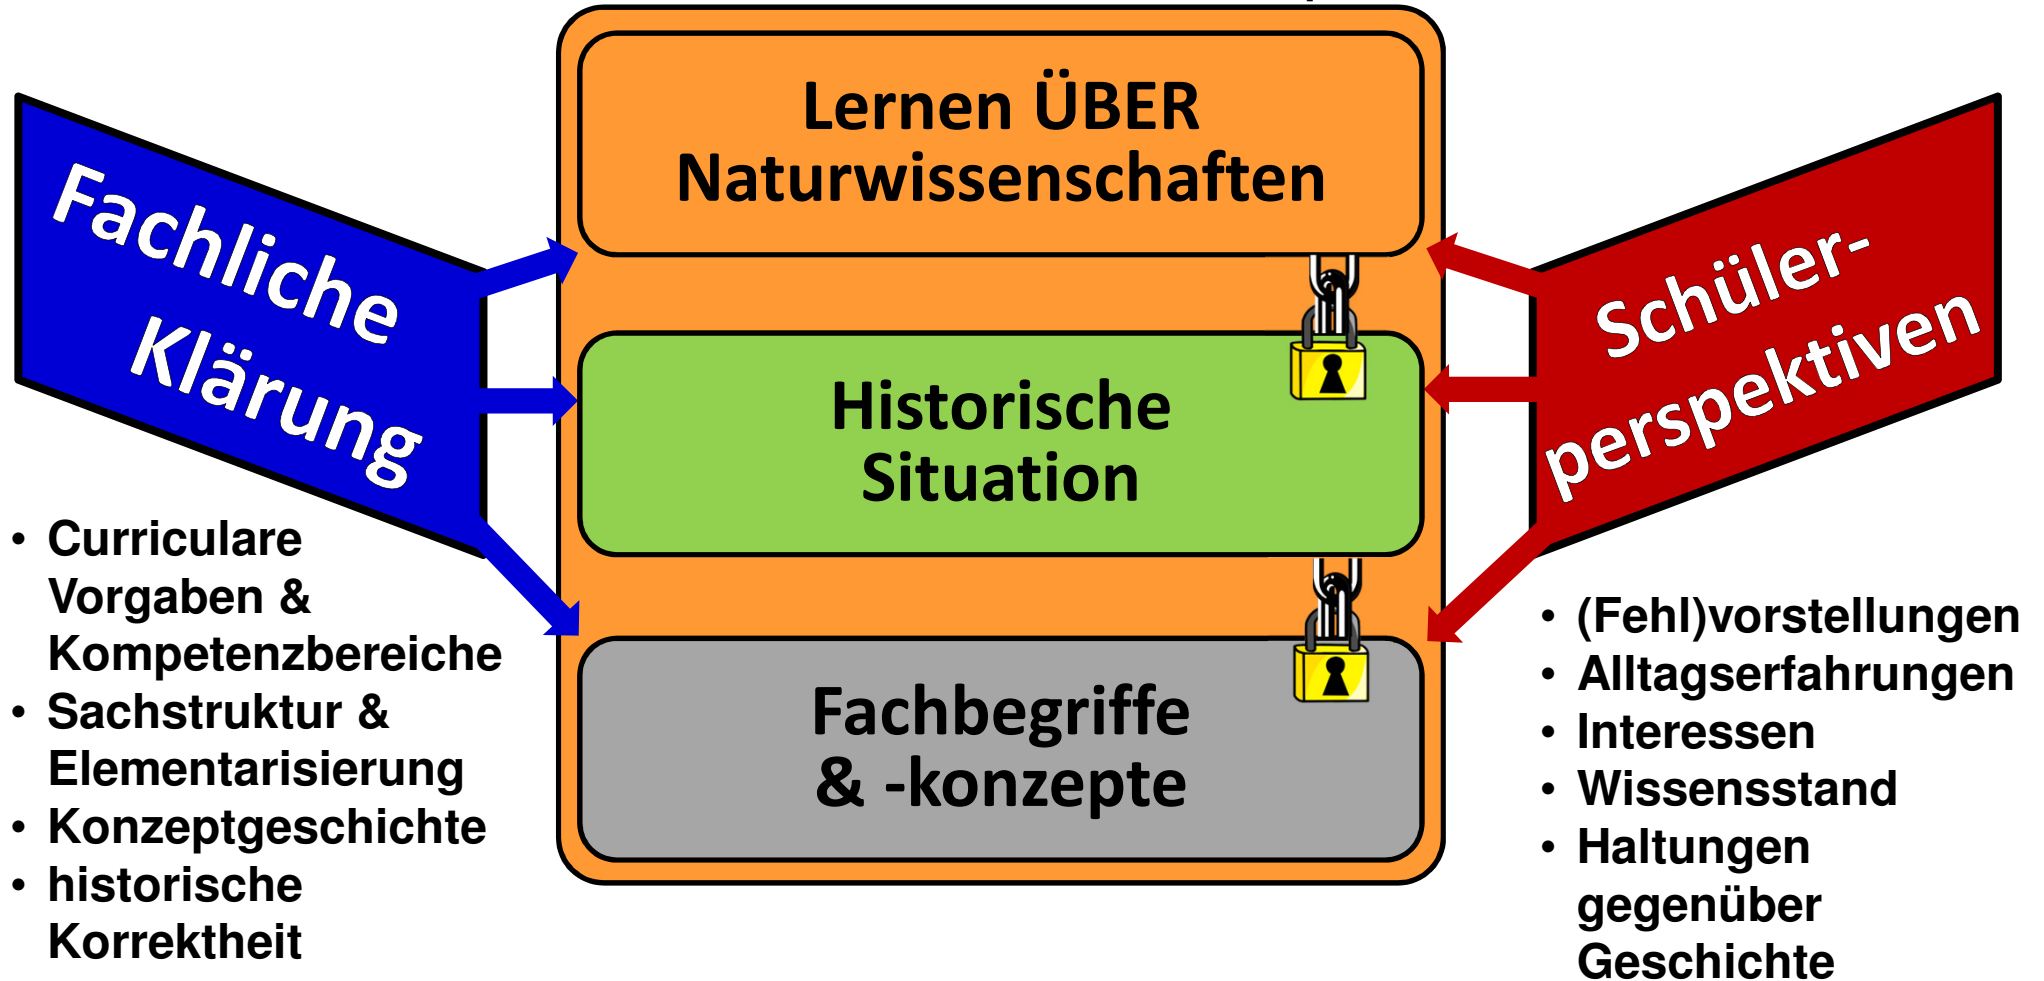 Lernen ÜBER
Naturwissenschaften
Fachliche
Klärung
Historische
Situation
Fachbegriffe
& -konzepte
Schüler-
perspektiven
• Curriculare
Vorgaben &
Kompetenzbereiche
• Sachstruktur &
Elementarisierung
• Konzeptgeschichte
• historische
Korrektheit
• (Fehl)vorstellungen
• Alltagserfahrungen
• Interessen
• Wissensstand
• Haltungen
gegenüber
Geschichte